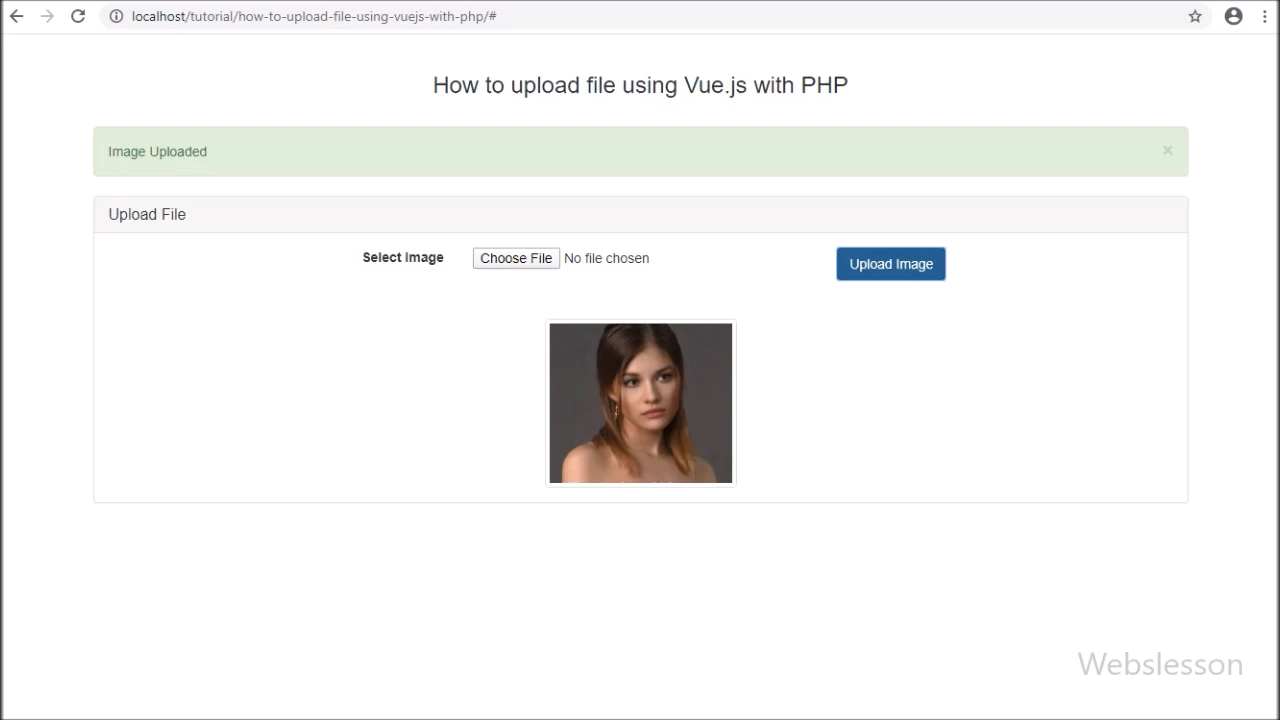 localhost/tutorial/how-to-upload-file-using-vuejs-with-php/#
How to upload file using Vue.js with PHP
Image Uploaded ×
Upload File
Select Image Choose File No file chosen Upload Image
Webslesson